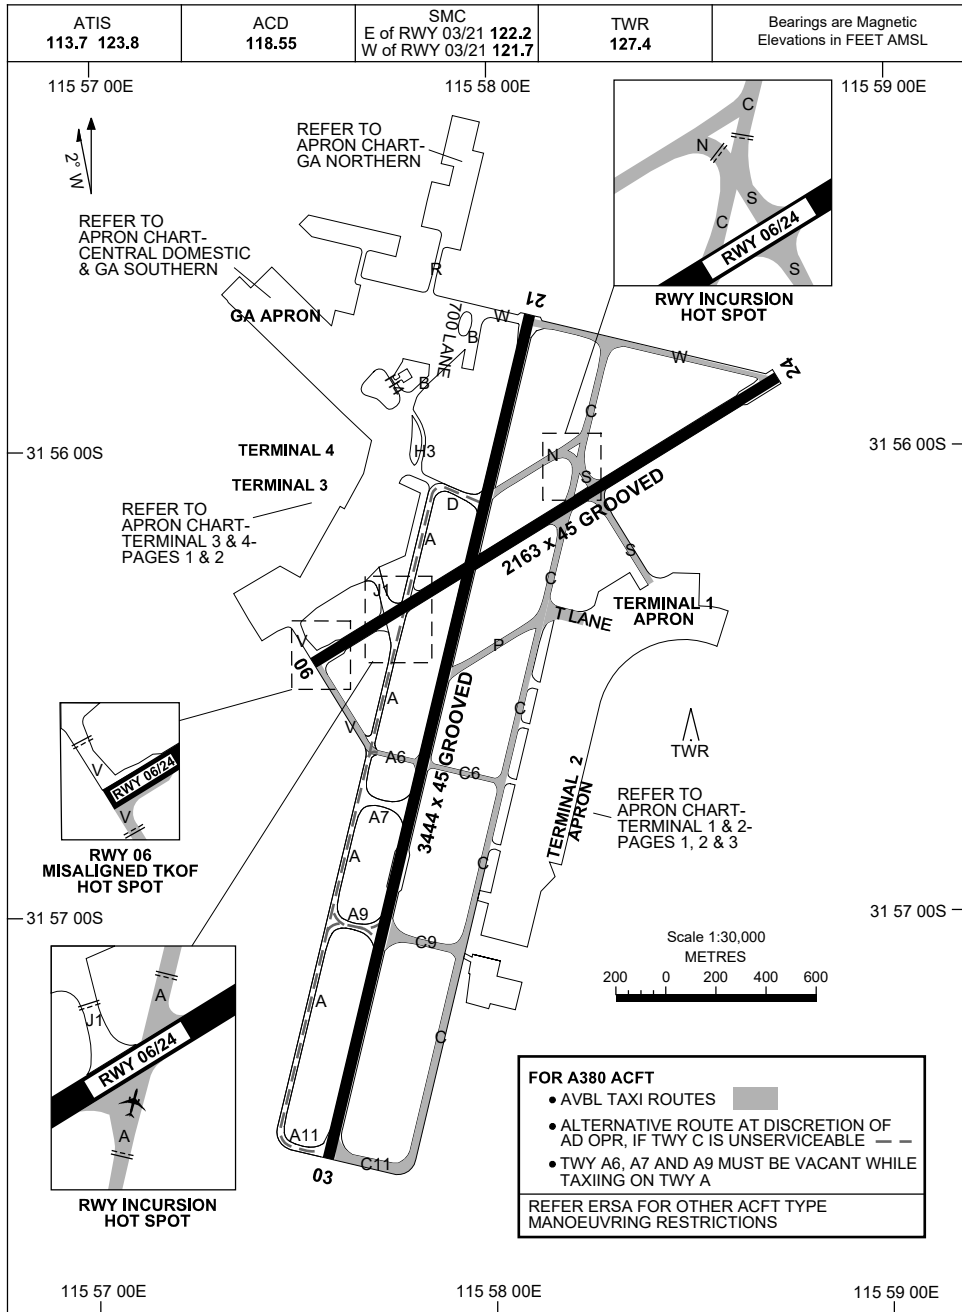 ATIS
113.7 123.8
ACD
118.55
SMC
E of RWY 03/21 122.2
W of RWY 03/21 121.7
TWR
127.4
Bearings are Magnetic
Elevations in FEET AMSL
115 57 00E
115 58 00E
115 59 00E
2° W
REFER TO
APRON CHART-
GA NORTHERN
REFER TO
APRON CHART-
CENTRAL DOMESTIC
& GA SOUTHERN
GA APRON
R
700 LANE
B
W
21
C
N
S
C
S
RWY 06/24
RWY INCURSION
HOT SPOT
W
24
H4
B
C
31 56 00S
31 56 00S
TERMINAL 4
H3
N
S
TERMINAL 3
D
2163 x 45 GROOVED
REFER TO
APRON CHART-
TERMINAL 3 & 4-
PAGES 1 & 2
A
S
C
J1
TERMINAL 1
APRON
T LANE
V
06
P
A
C
V
A6
C6
3444 x 45 GROOVED
TWR
V
RWY 06/24
V
RWY 06
MISALIGNED TKOF
HOT SPOT
A7
TERMINAL 2
APRON
REFER TO
APRON CHART-
TERMINAL 1 & 2-
PAGES 1, 2 & 3
A
C
31 57 00S
31 57 00S
A9
C9
Scale 1:30,000
METRES
200 0 200 400 600
A
C
A
J1
RWY 06/24
A
RWY INCURSION
HOT SPOT
A11
03
C11
FOR A380 ACFT
• AVBL TAXI ROUTES
• ALTERNATIVE ROUTE AT DISCRETION OF
AD OPR, IF TWY C IS UNSERVICEABLE
• TWY A6, A7 AND A9 MUST BE VACANT WHILE
TAXIING ON TWY A
REFER ERSA FOR OTHER ACFT TYPE
MANOEUVRING RESTRICTIONS
115 57 00E
115 58 00E
115 59 00E